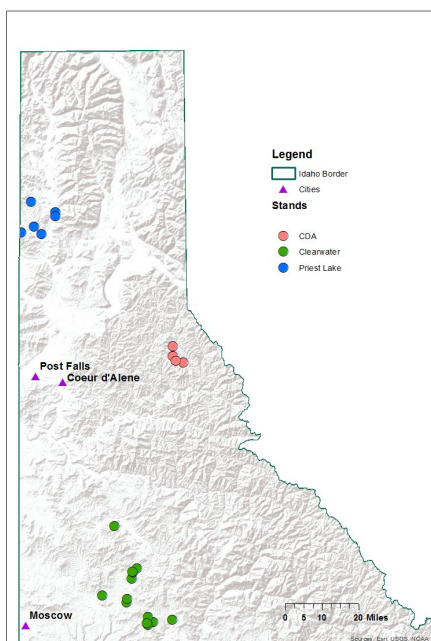 Legend
Idaho Border
Cities
Stands
CDA
Clearwater
Priest Lake
Post Falls
Coeur d'Alene
Moscow
0 5 10 20 Miles
Sources: Esri, USGS, NOAA